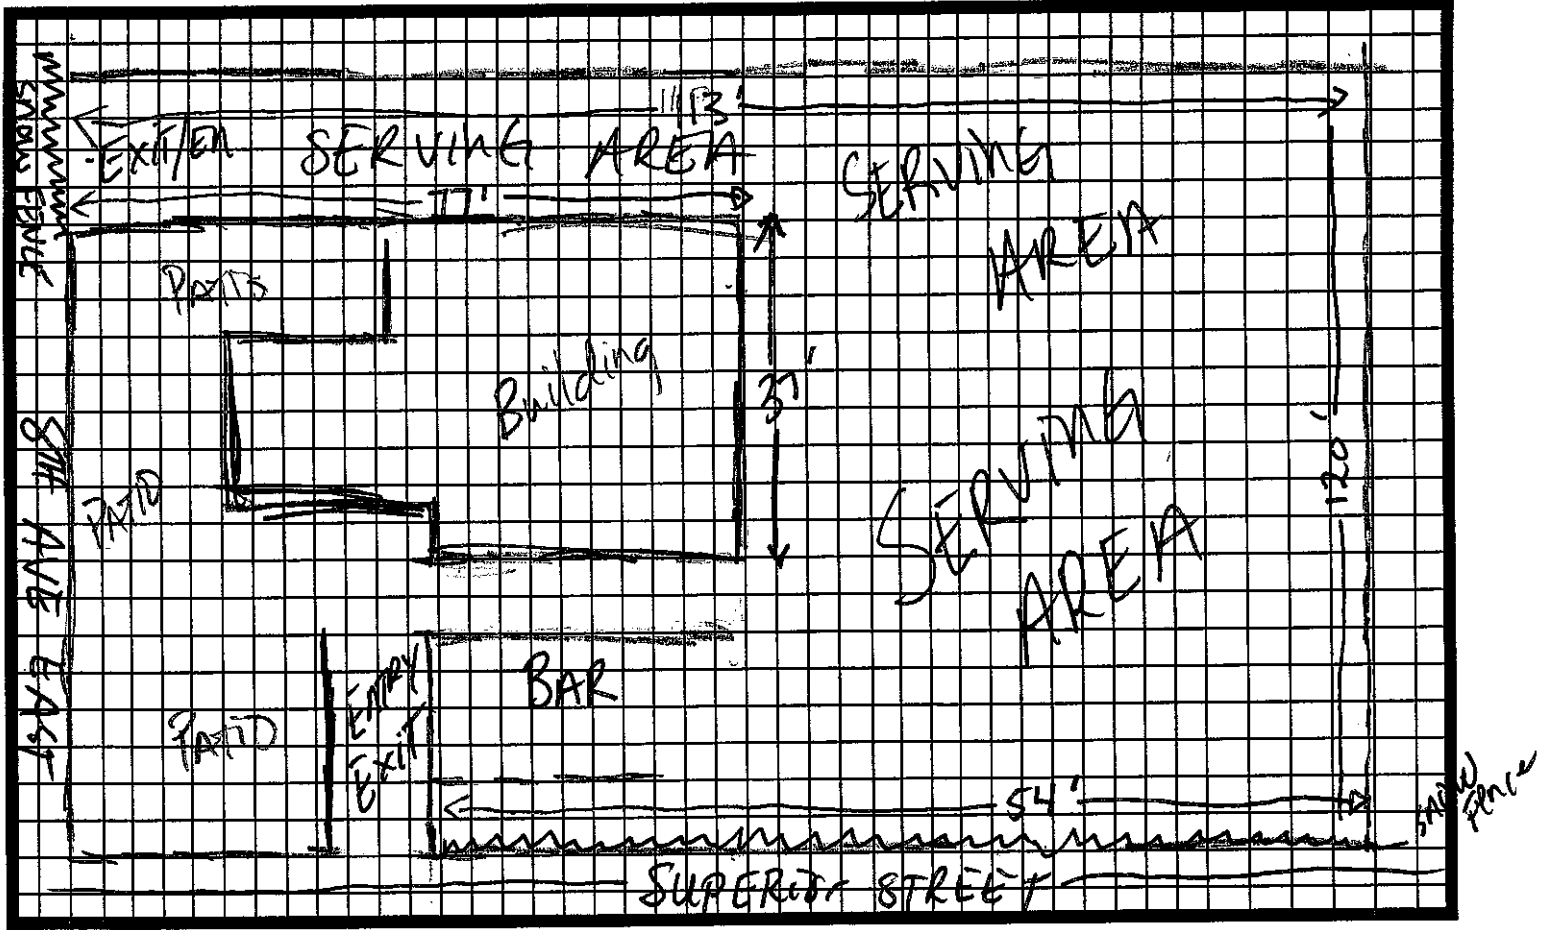 113'
EXIT/EN SERVING AREA
SERVING
AREA
77'
SNOW FENCE
PATIO
Building
37'
SERVING
AREA
120'
PATIO
8TH AVE EAST
BAR
ENTRY
EXIT
PATIO
54'
SNOW
FENCE
SUPERIOR STREET